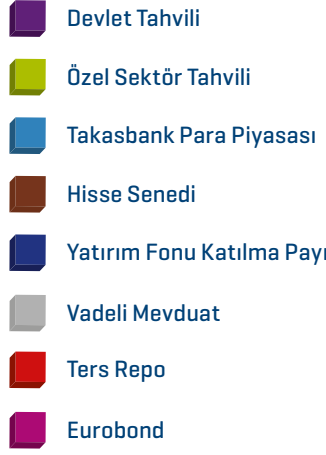 Devlet Tahvili
Özel Sektör Tahvili
Takasbank Para Piyasası
Hisse Senedi
Yatırım Fonu Katılma Payı
Vadeli Mevduat
Ters Repo
Eurobond